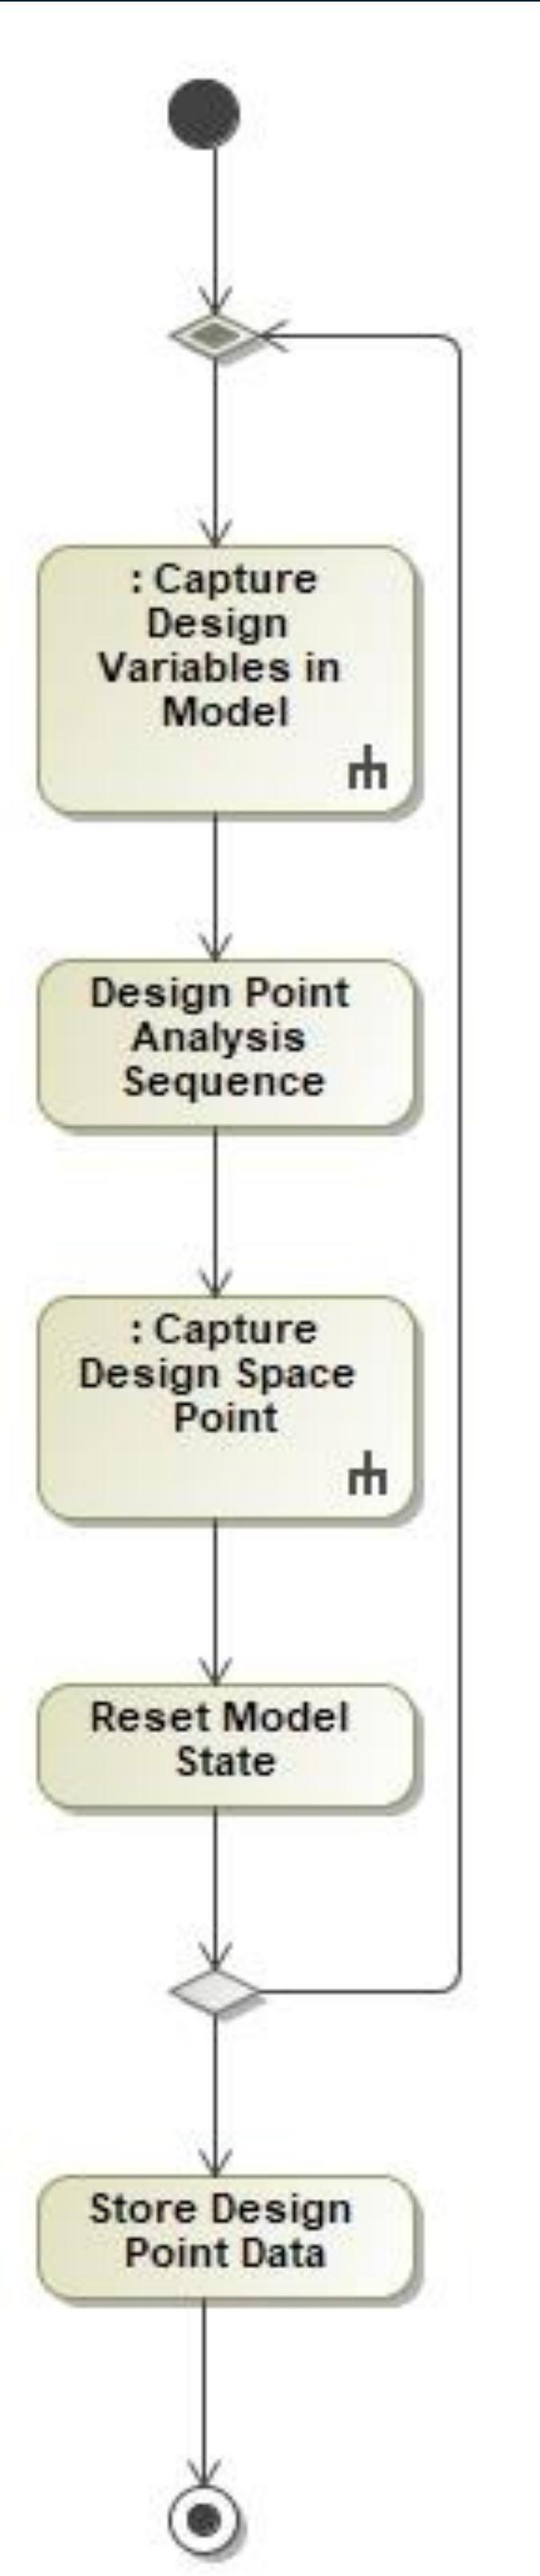 : Capture
Design
Variables in
Model
Design Point
Analysis
Sequence
: Capture
Design Space
Point
Reset Model
State
Store Design
Point Data